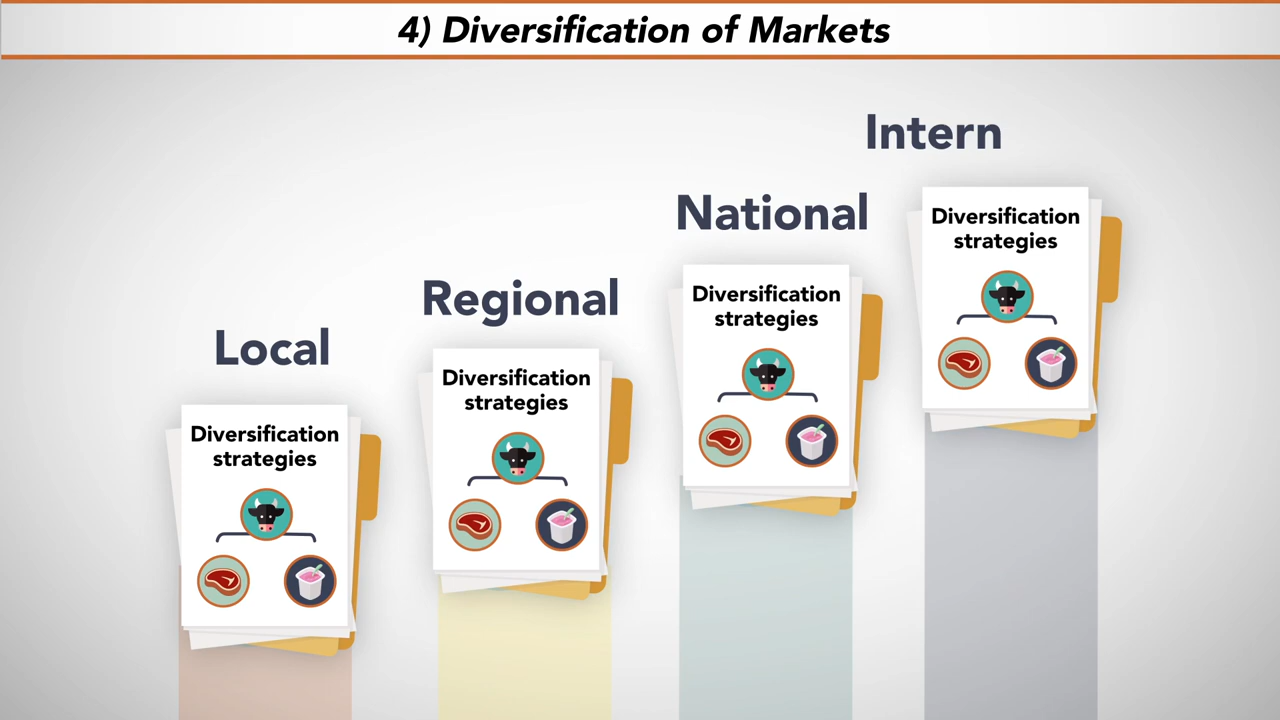 4) Diversification of Markets
Intern
National
Regional
Local
Diversification
strategies
Diversification
strategies
Diversification
strategies
Diversification
strategies